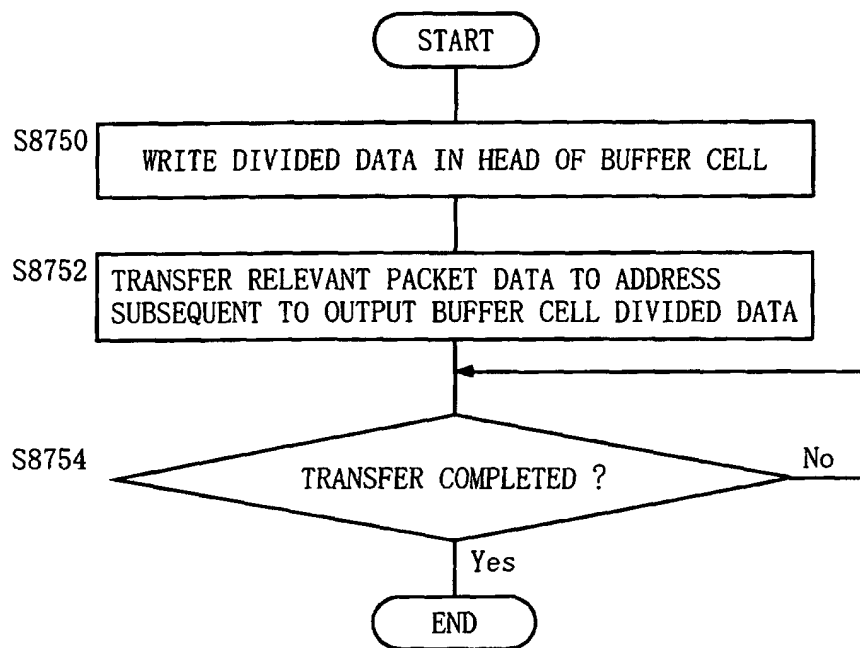 START
S8750
WRITE DIVIDED DATA IN HEAD OF BUFFER CELL
S8752
TRANSFER RELEVANT PACKET DATA TO ADDRESS
SUBSEQUENT TO OUTPUT BUFFER CELL DIVIDED DATA
S8754
TRANSFER COMPLETED ?
No
Yes
END